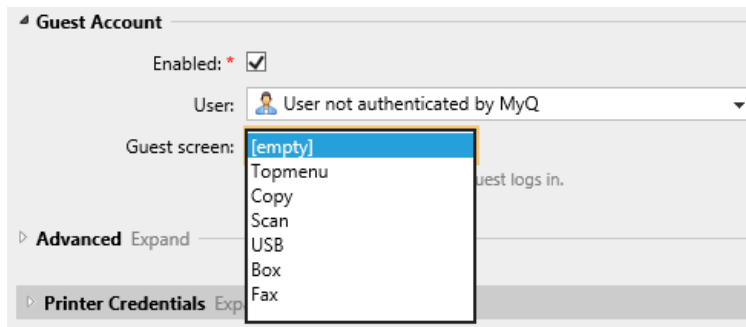 Guest Account
Enabled: *
User: User not authenticated by MyQ
Guest screen: [empty]
Topmenu
uest logs in.
Copy
Scan
USB
Advanced Expand
Box
Fax
Printer Credentials Exp